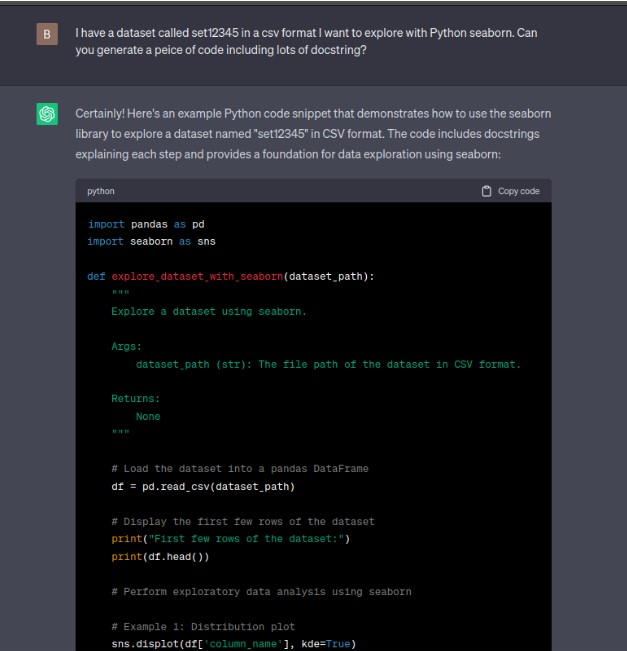 B
I have a dataset called set12345 in a csv format I want to explore with Python seaborn. Can
you generate a peice of code including lots of docstring?
Certainly! Here's an example Python code snippet that demonstrates how to use the seaborn
library to explore a dataset named "set12345" in CSV format. The code includes docstrings
explaining each step and provides a foundation for data exploration using seaborn:
python Copy code
import pandas as pd
import seaborn as sns
def explore_dataset_with_seaborn(dataset_path):
    """
    Explore a dataset using seaborn.
    Args:
        dataset_path (str): The file path of the dataset in CSV format.
    Returns:
        None
    """
    # Load the dataset into a pandas DataFrame
    df = pd.read_csv(dataset_path)
    # Display the first few rows of the dataset
    print("First few rows of the dataset:")
    print(df.head())
    # Perform exploratory data analysis using seaborn
    # Example 1: Distribution plot
    sns.displot(df['column_name'], kde=True)